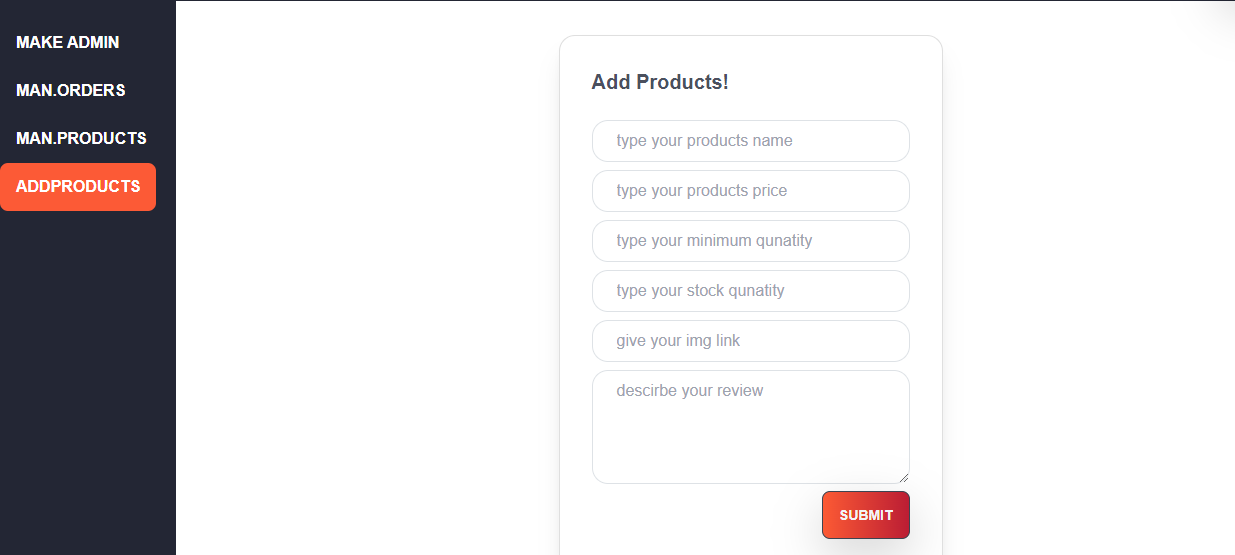 MAKE ADMIN
MAN.ORDERS
MAN.PRODUCTS
ADDPRODUCTS
Add Products!
type your products name
type your products price
type your minimum qunatity
type your stock qunatity
give your img link
descirbe your review
SUBMIT